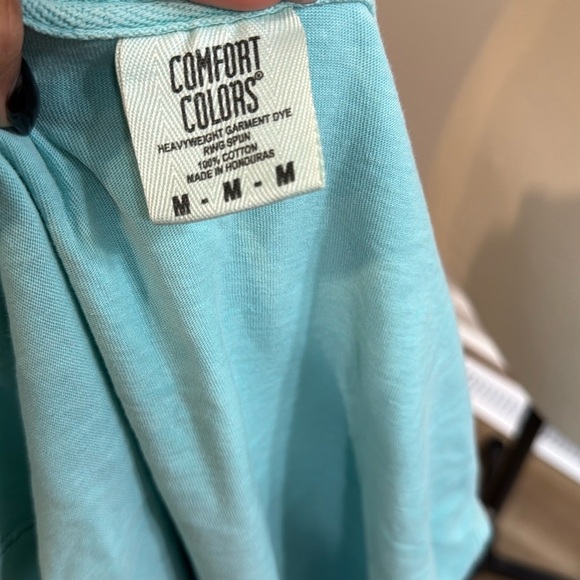 COMFORT
COLORS®
HEAVYWEIGHT GARMENT DYE
RING SPUN
100% COTTON
MADE IN HONDURAS
M - M - M